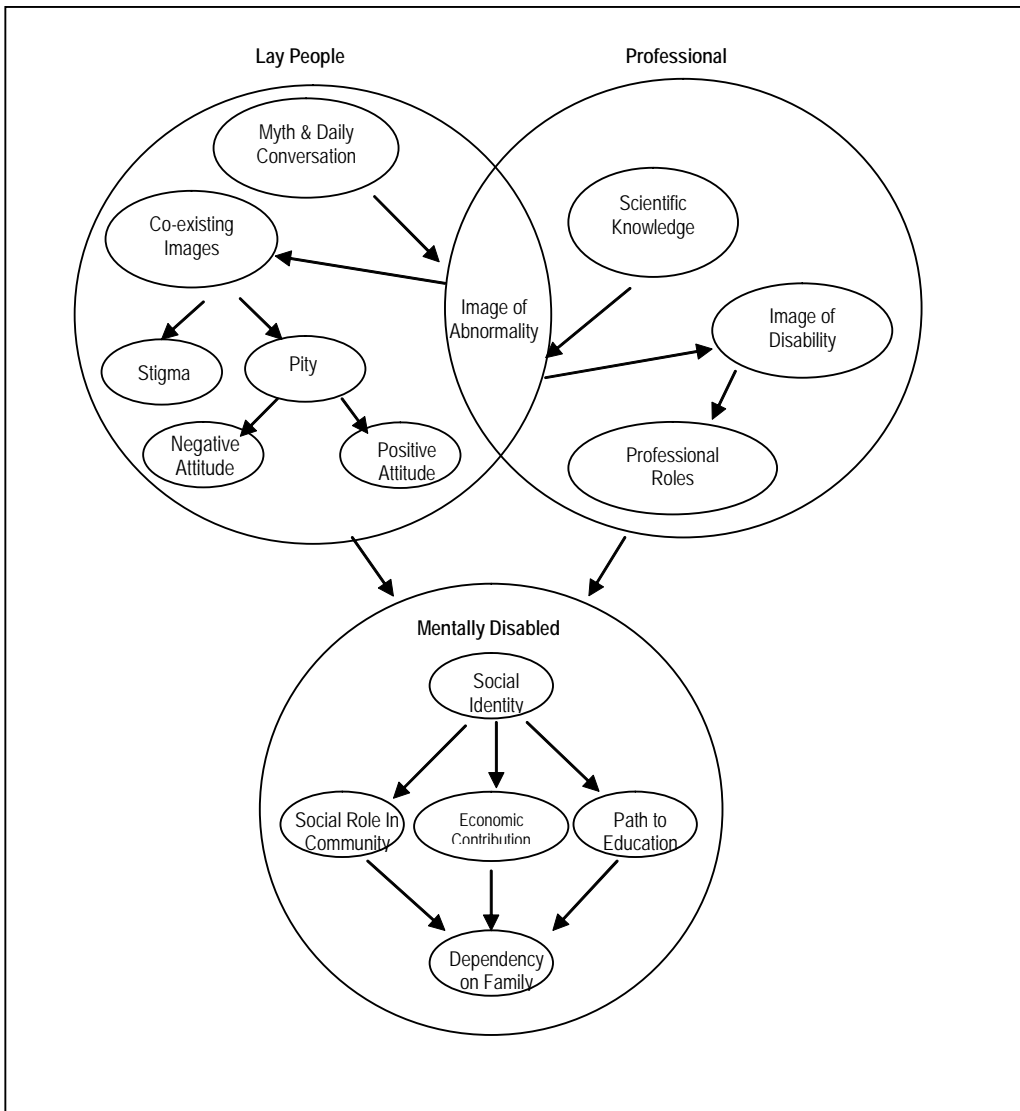 Lay People
Professional
Myth & Daily
Conversation
Scientific
Knowledge
Co-existing
Images
Image of
Abnormality
Image of
Disability
Stigma
Pity
Negative
Attitude
Positive
Attitude
Professional
Roles
Mentally Disabled
Social
Identity
Social Role In
Community
Economic
Contribution
Path to
Education
Dependency
on Family